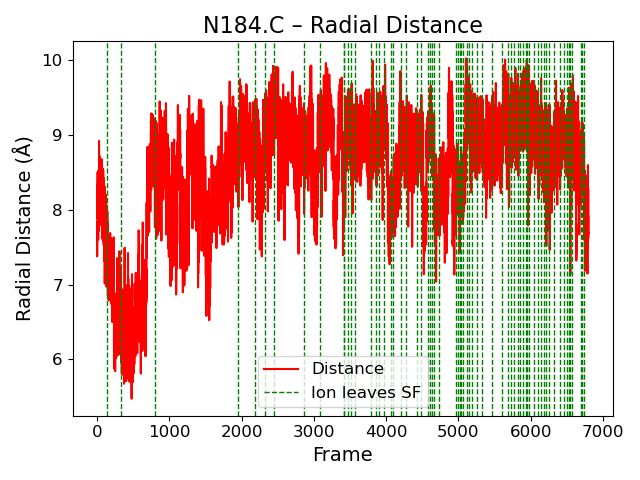 N184.C – Radial Distance
Radial Distance (Å)
10
9
8
7
6
Distance
Ion leaves SF
0 1000 2000 3000 4000 5000 6000 7000
Frame